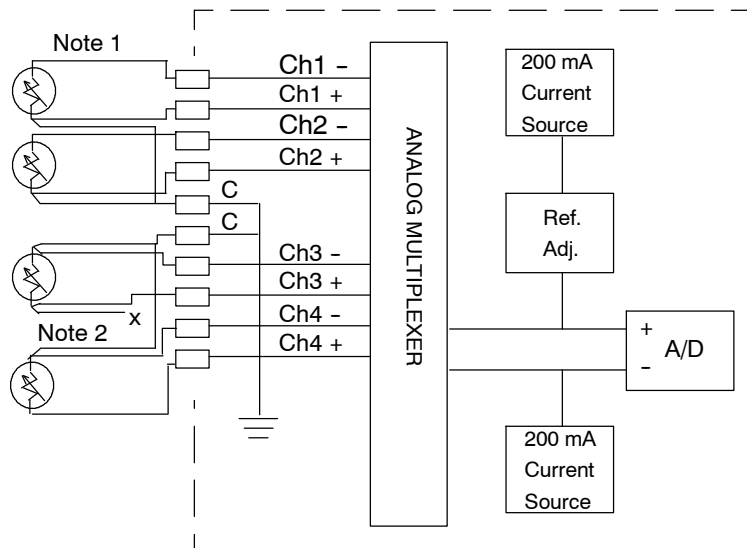 Note 1
Ch1 −
Ch1 +
Ch2 −
Ch2 +
C
C
Ch3 −
Ch3 +
x
Note 2
Ch4 −
Ch4 +
ANALOG MULTIPLEXER
200 mA
Current
Source
Ref.
Adj.
+
−
A/D
200 mA
Current
Source